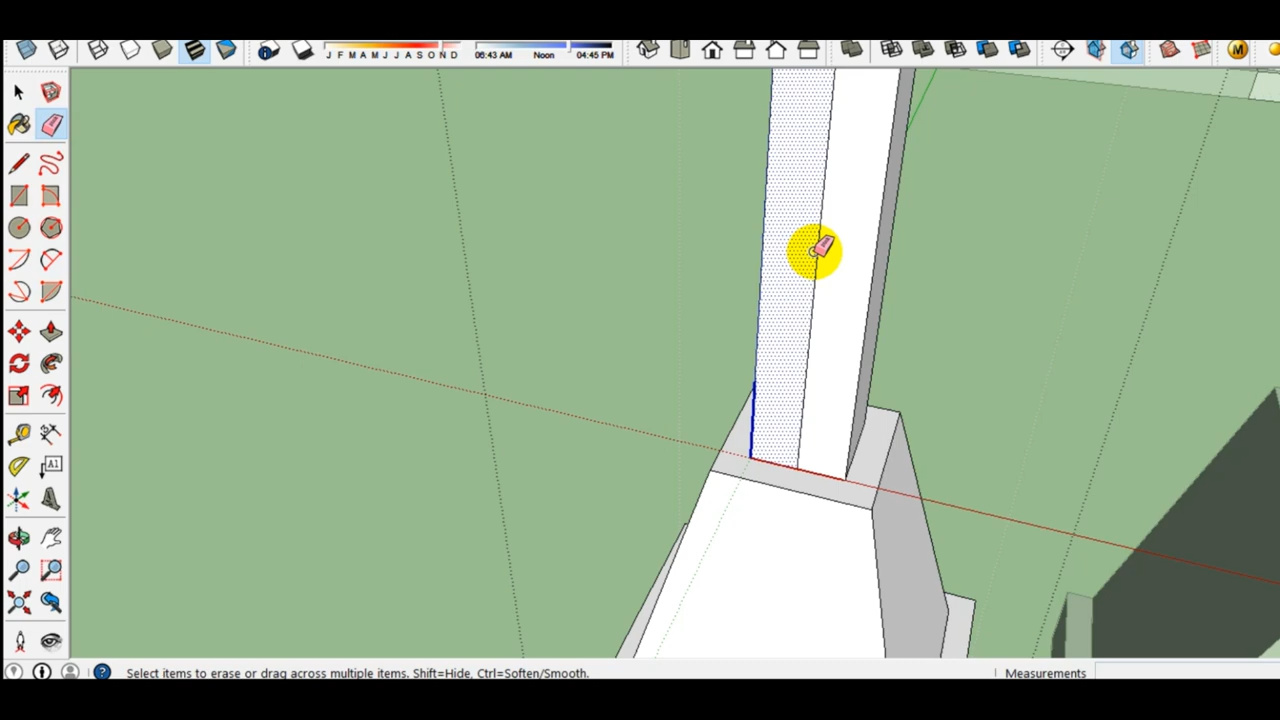 J F M A M J J A S O N D
06:43 AM Noon 04:45 PM
M
A1
Select items to erase or drag across multiple items. Shift=Hide, Ctrl=Soften/Smooth.
Measurements